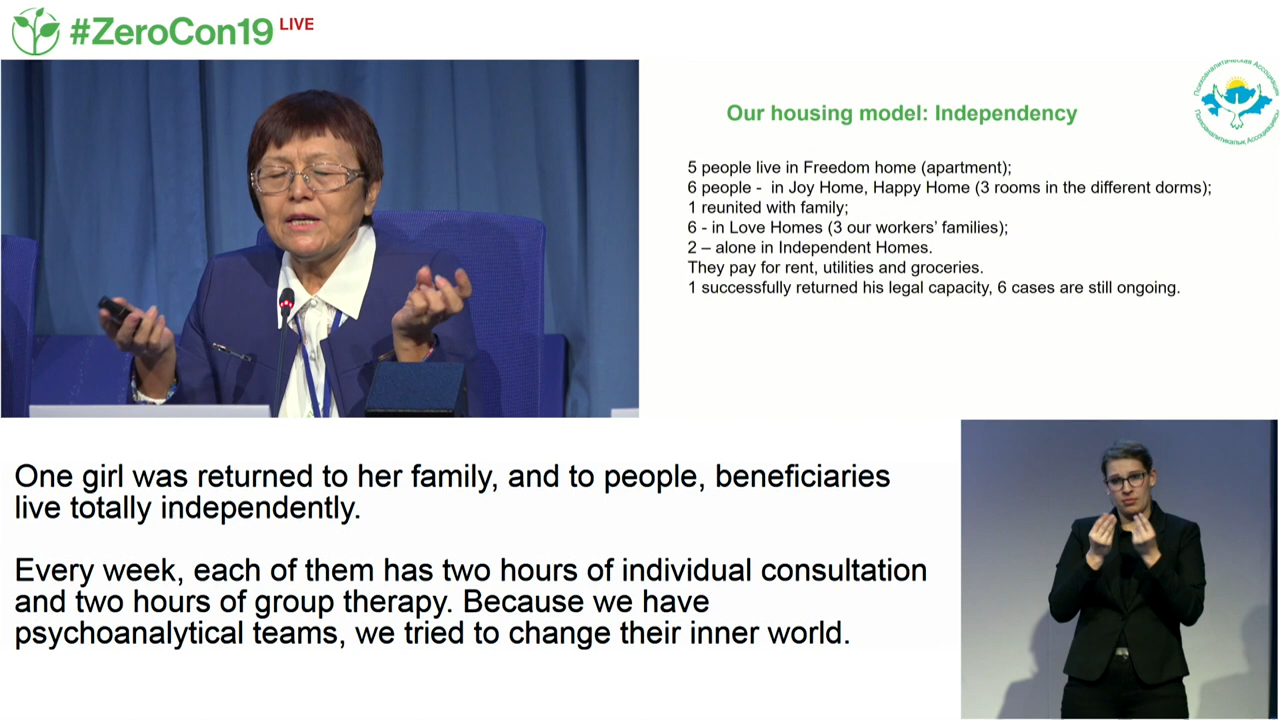 #ZeroCon19 LIVE
Our housing model: Independency
Психоаналитическая Ассоциация
Психоаналитикалық Ассоциациясы
5 people live in Freedom home (apartment);
6 people -  in Joy Home, Happy Home (3 rooms in the different dorms);
1 reunited with family;
6 - in Love Homes (3 our workers’ families);
2 – alone in Independent Homes.
They pay for rent, utilities and groceries.
1 successfully returned his legal capacity, 6 cases are still ongoing.
One girl was returned to her family, and to people, beneficiaries
live totally independently.
Every week, each of them has two hours of individual consultation
and two hours of group therapy. Because we have
psychoanalytical teams, we tried to change their inner world.